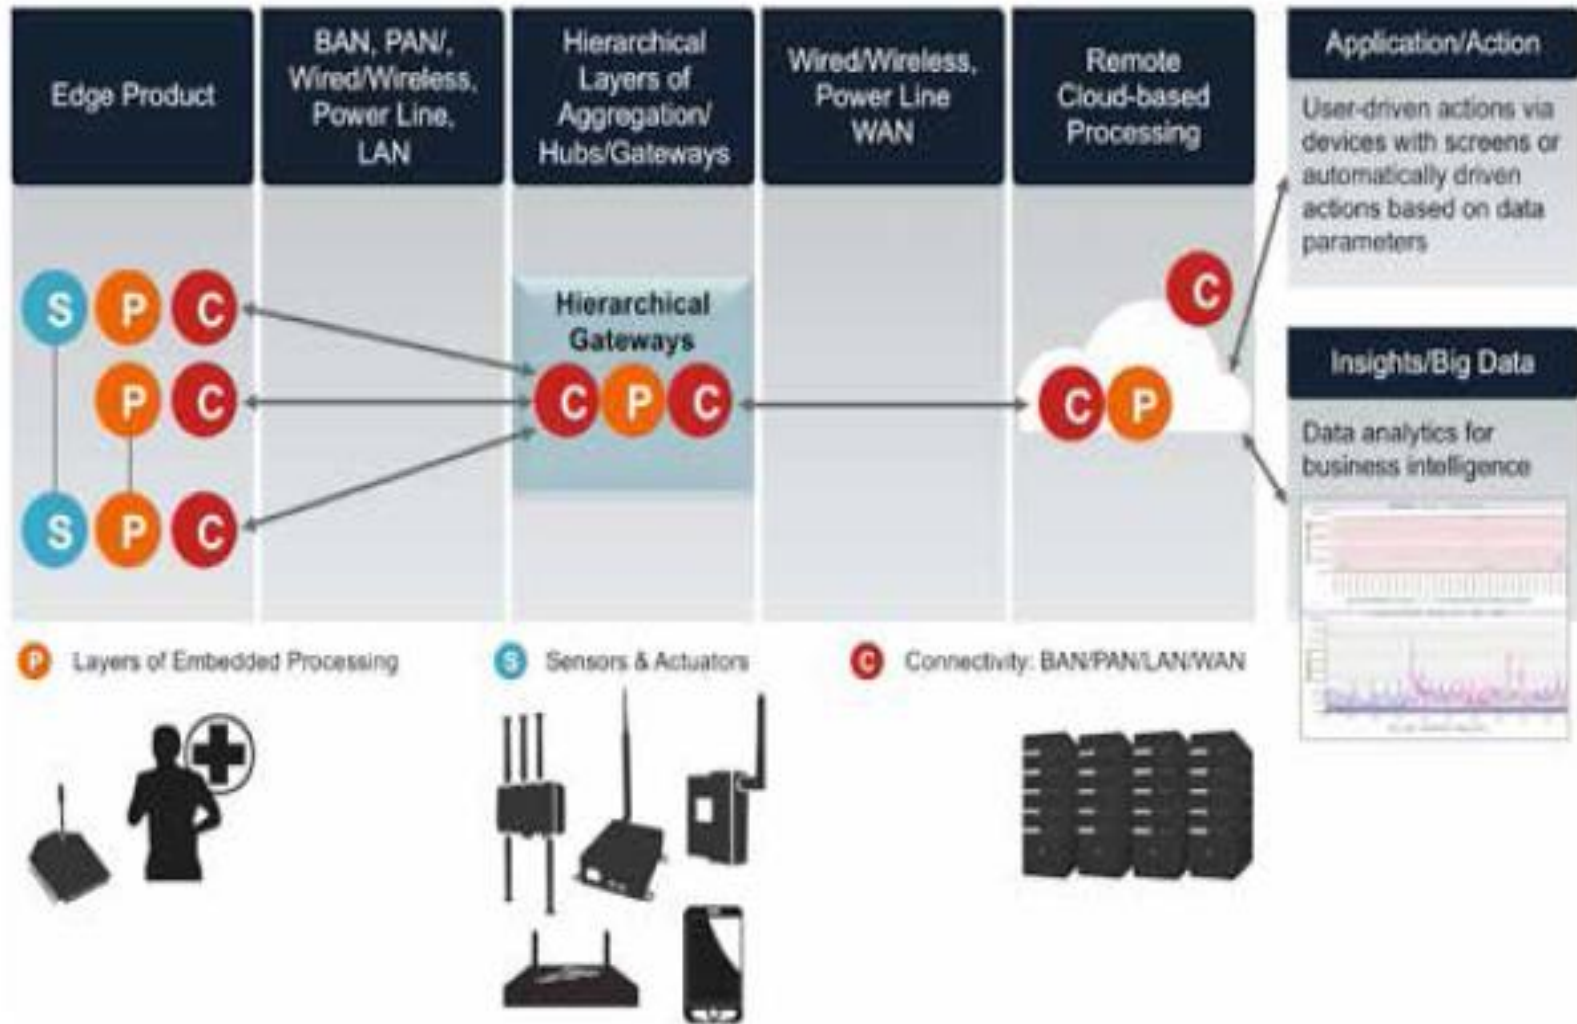 Edge Product
BAN, PAN/,
Wired/Wireless,
Power Line,
LAN
Hierarchical
Layers of
Aggregation/
Hubs/Gateways
Wired/Wireless,
Power Line
WAN
Remote
Cloud-based
Processing
Application/Action
User-driven actions via
devices with screens or
automatically driven
actions based on data
parameters
S P C
P C
S P C
Hierarchical
Gateways
C P C
C
C P
Insights/Big Data
Data analytics for
business intelligence
P Layers of Embedded Processing
S Sensors & Actuators
C Connectivity: BAN/PAN/LAN/WAN